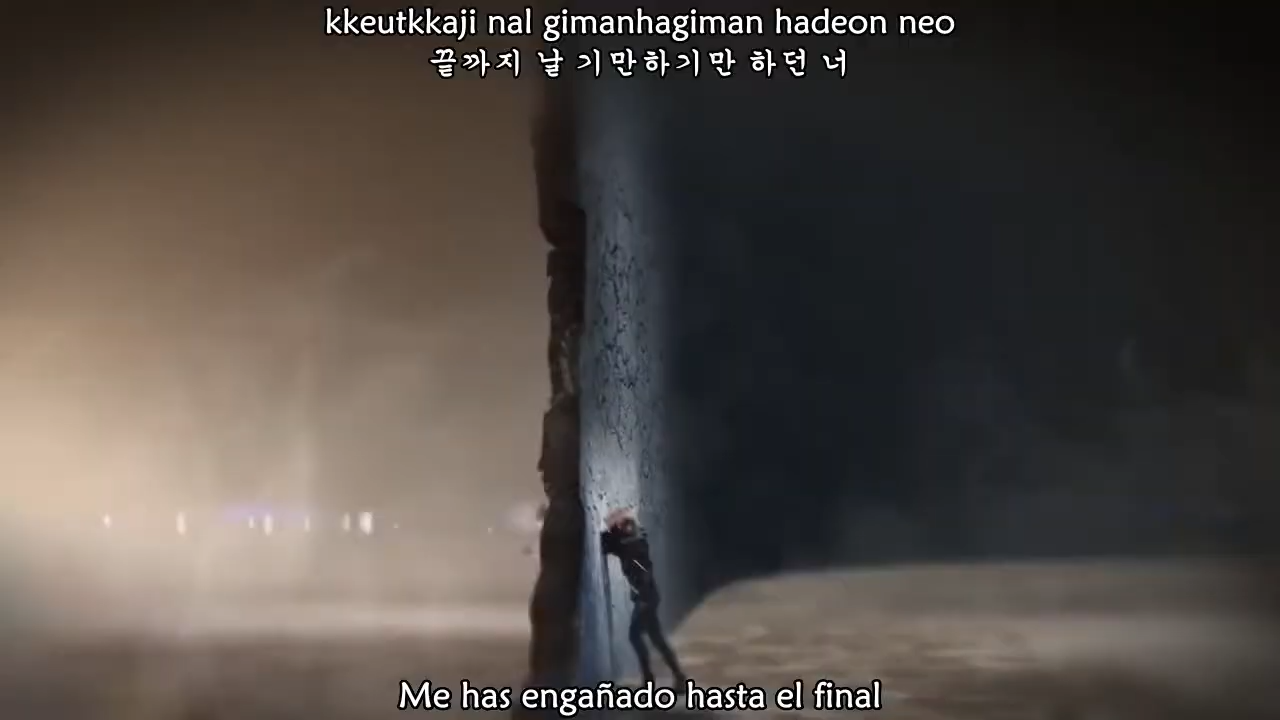 kkeutkkaji nal gimanhagiman hadeon neo
끝까지 날 기만하기만 하던 너
Me has engañado hasta el final